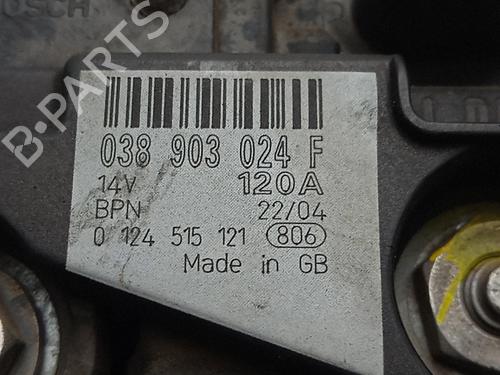 BOSCH
B-PARTS
038 903 024 F
14V 120A
BPN 22/04
0 124 515 121 806
Made in GB